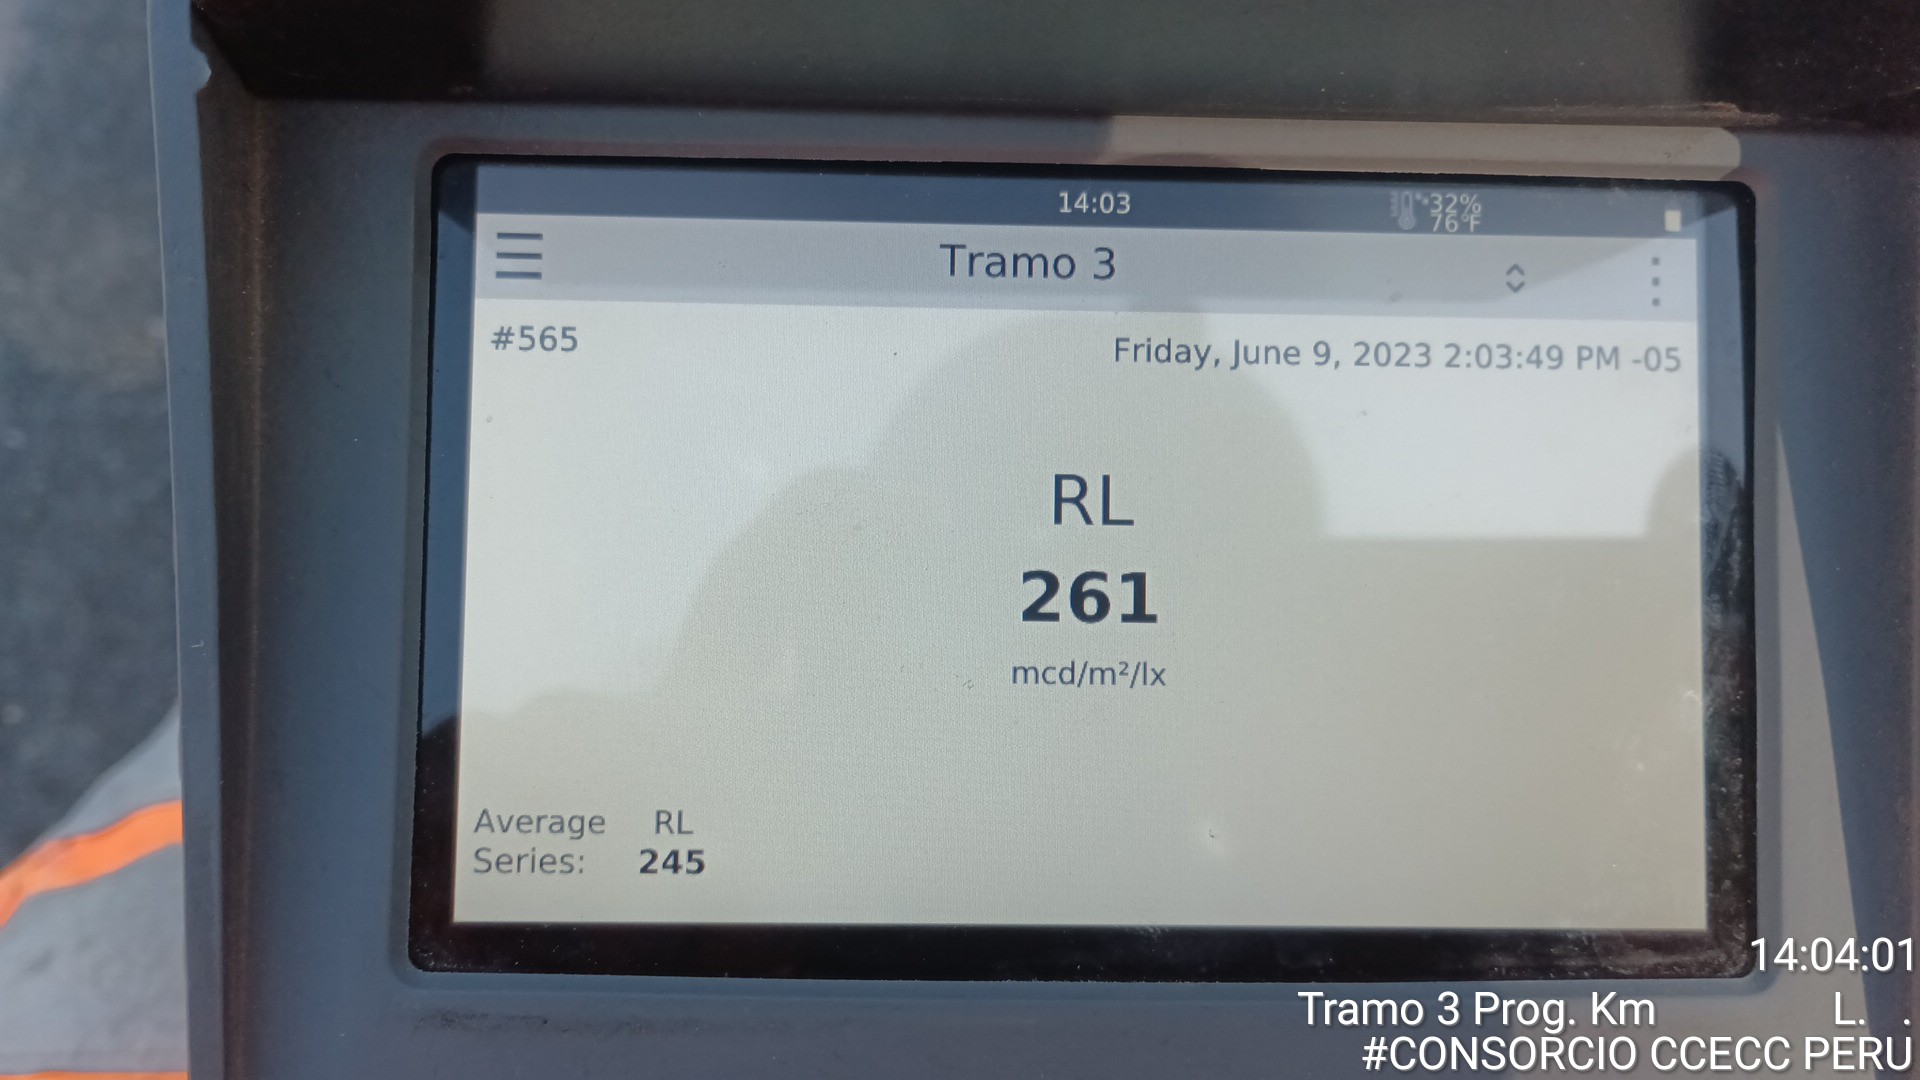 14:03
32%
76°F
Tramo 3
#565
Friday, June 9, 2023 2:03:49 PM -05
RL
261
mcd/m²/lx
Average RL
Series: 245
14:04:01
Tramo 3 Prog. Km L. .
#CONSORCIO CCECC PERU